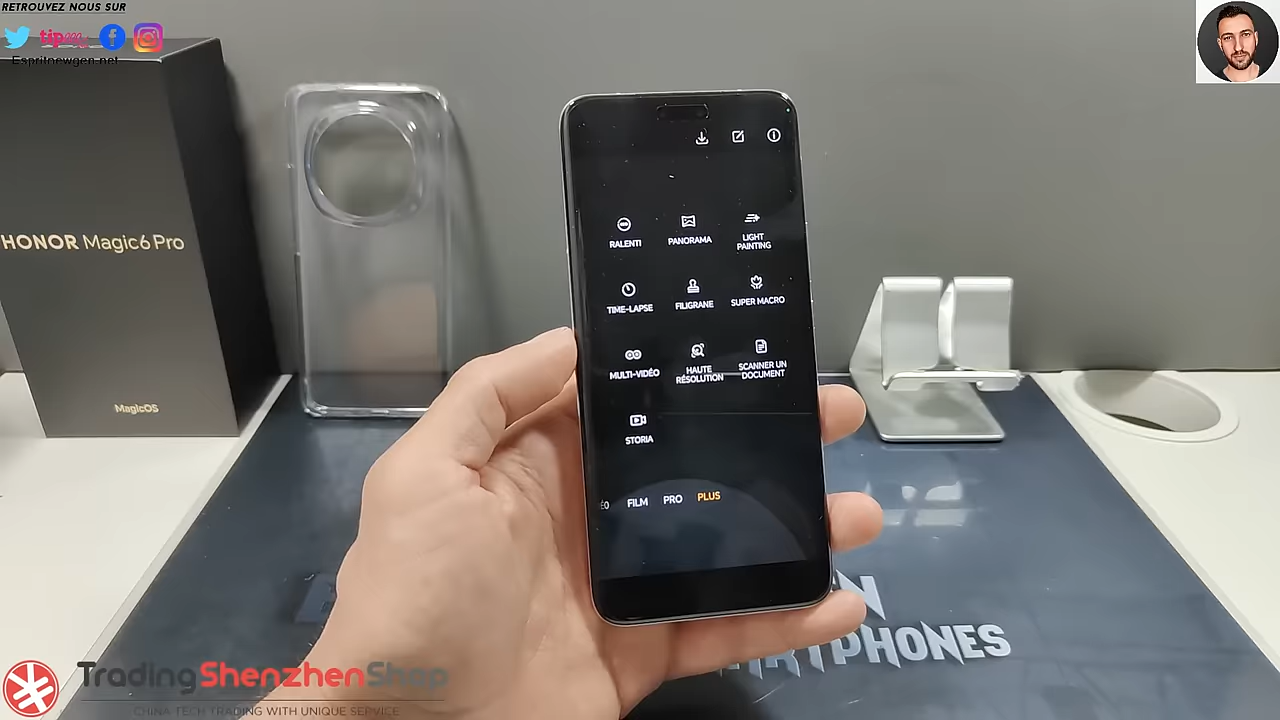 RETROUVEZ NOUS SUR
Espritnewgen.net
HONOR Magic6 Pro
MagicOS
RALENTI
PANORAMA
LIGHT
PAINTING
TIME-LAPSE
FILIGRANE
SUPER MACRO
MULTI-VIDÉO
HAUTE
RÉSOLUTION
SCANNER UN
DOCUMENT
STORIA
FILM
PRO
PLUS
TradingShenzhenShop
CHINA TECH TRADING WITH UNIQUE SERVICE